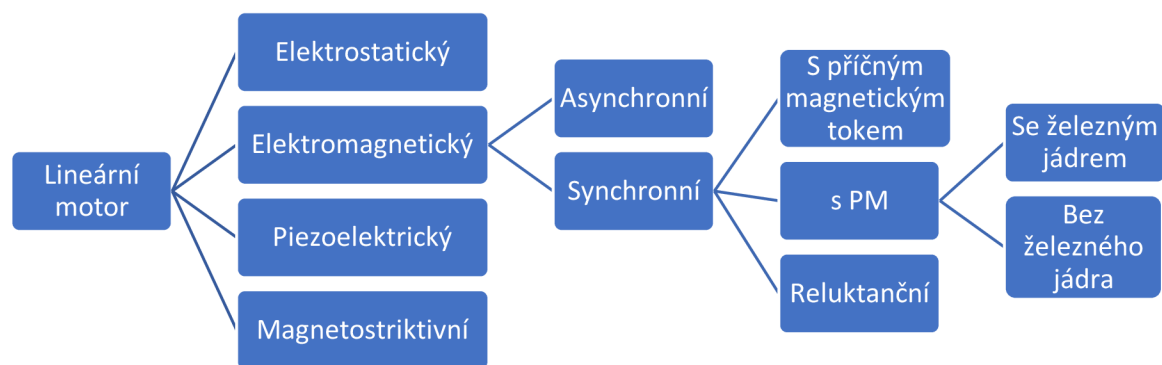 Lineární
motor
Elektrostatický
Elektromagnetický
Piezoelektrický
Magnetostriktivní
Asynchronní
Synchronní
S příčným
magnetickým
tokem
s PM
Reluktanční
Se železným
jádrem
Bez
železného
jádra